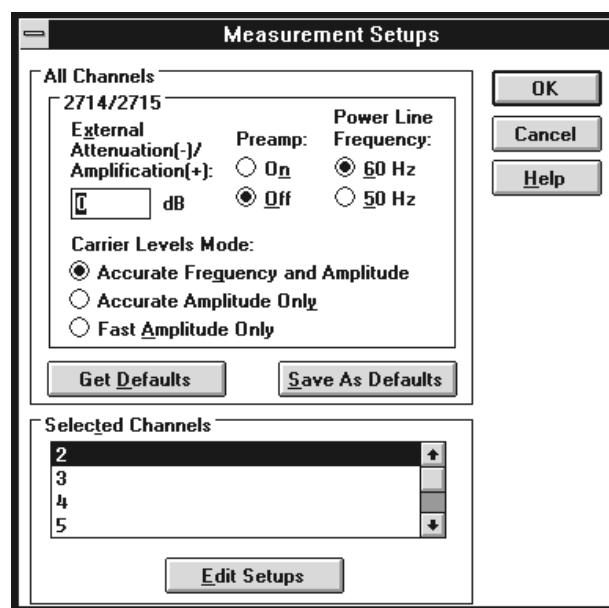 Measurement Setups
All Channels
2714/2715
External
Attenuation(-)/
Amplification(+):
0 dB
Preamp:
On
Off
Power Line
Frequency:
60 Hz
50 Hz
Carrier Levels Mode:
Accurate Frequency and Amplitude
Accurate Amplitude Only
Fast Amplitude Only
Get Defaults
Save As Defaults
Selected Channels
2
3
4
5
Edit Setups
OK
Cancel
Help